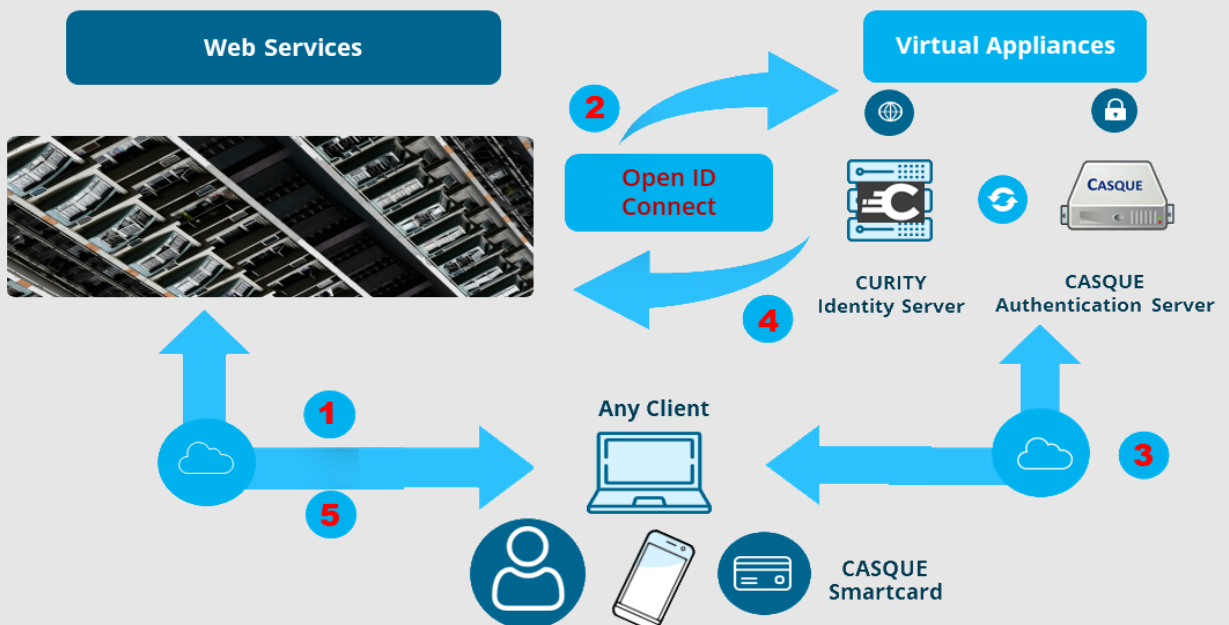 Web Services
Virtual Appliances
2
Open ID
Connect
C
CASQUE
CURITY
Identity Server
CASQUE
Authentication Server
4
1
Any Client
3
5
CASQUE
Smartcard